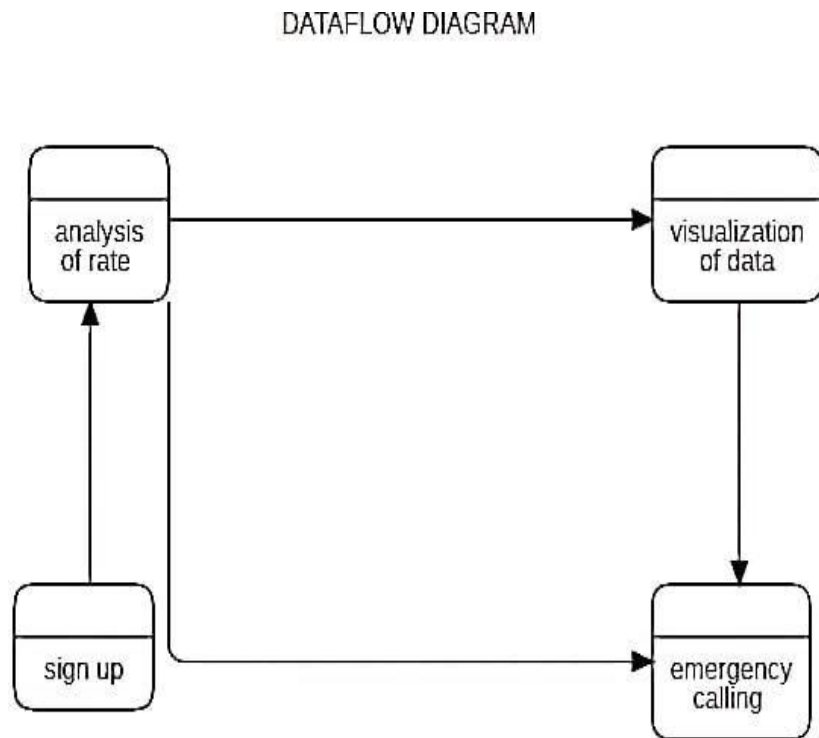 DATAFLOW DIAGRAM
analysis
of rate
visualization
of data
sign up
emergency
calling